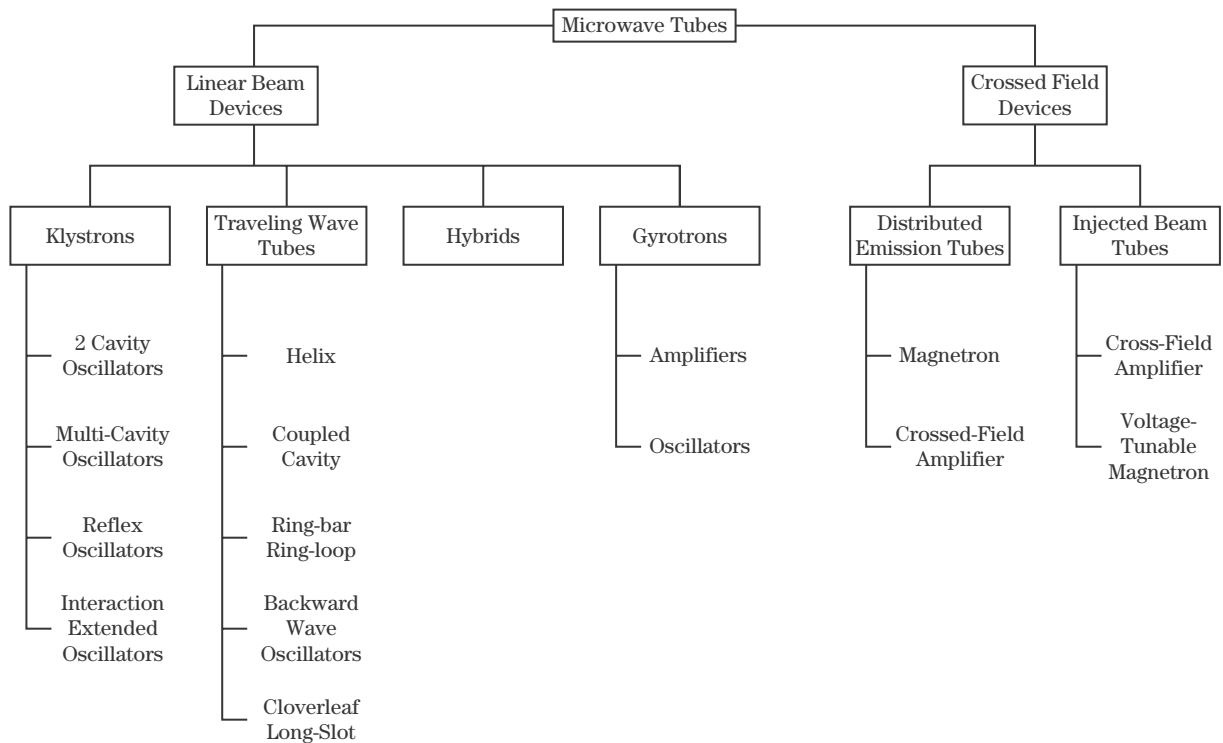 Microwave Tubes
Linear Beam
Devices
Crossed Field
Devices
Klystrons
Traveling Wave
Tubes
Hybrids
Gyrotrons
Distributed
Emission Tubes
Injected Beam
Tubes
2 Cavity
Oscillators
Multi-Cavity
Oscillators
Reflex
Oscillators
Interaction
Extended
Oscillators
Helix
Coupled
Cavity
Ring-bar
Ring-loop
Backward
Wave
Oscillators
Cloverleaf
Long-Slot
Amplifiers
Oscillators
Magnetron
Crossed-Field
Amplifier
Cross-Field
Amplifier
Voltage-
Tunable
Magnetron